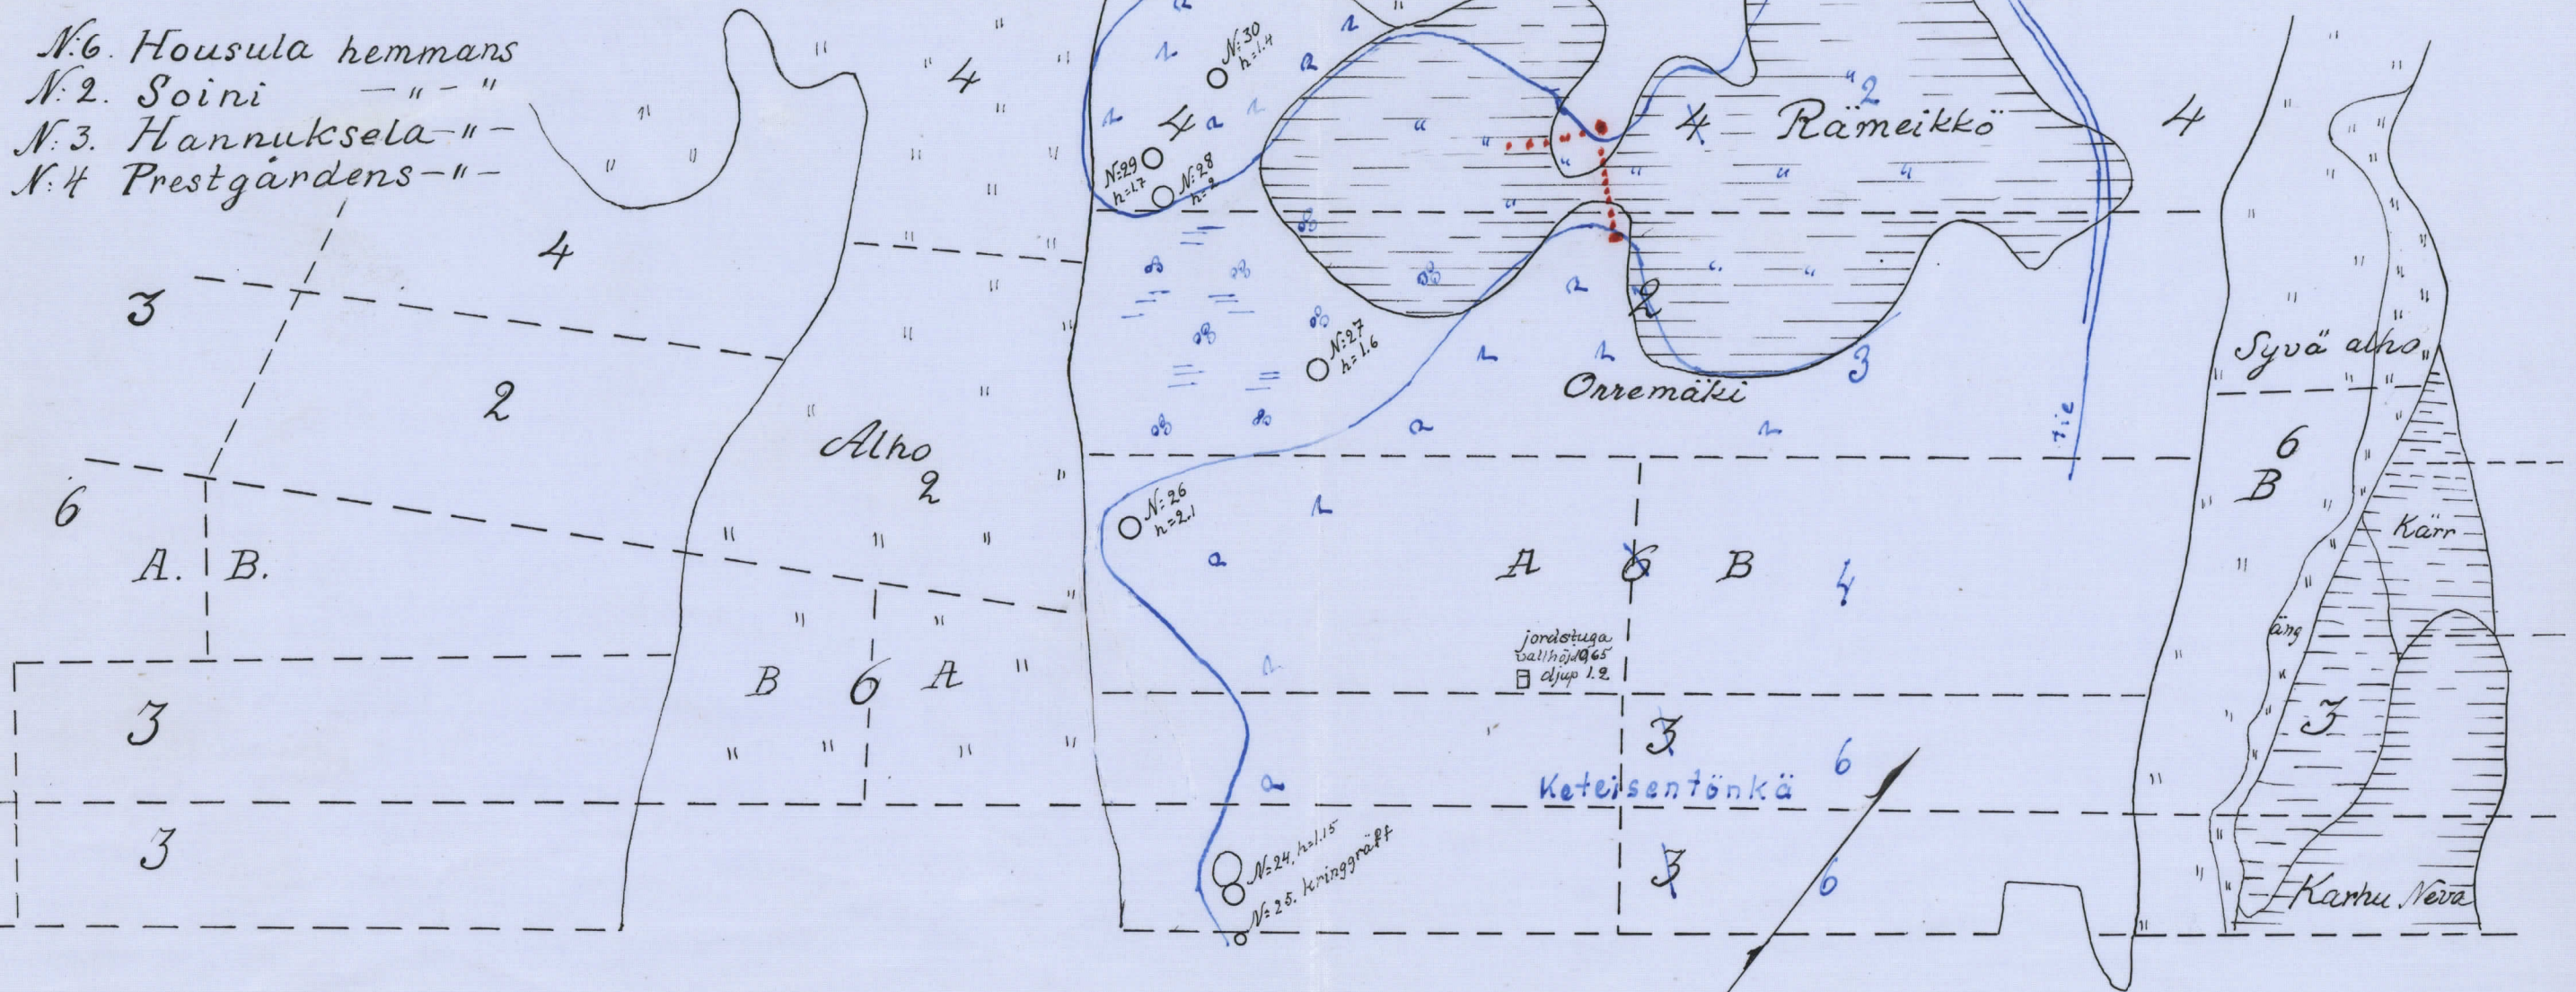 N:6. Housula hemmans
N:2. Soini — " — "
N:3. Hannuksela — " —
N:4 Prestgårdens — " —
4
N:30
h=1.4
4
N:29
h=1.7
N:28
h=2
4
2
Rämeikkö
4
4
3
2
N:27
h=1.6
2
3
Orremäki
Syvä alho
tie
Alho
2
6
B
6
A. B.
N:26
h=2.1
A 6 B
4
Kärr
jordstuga
vallhöjd 0,65
djup 1.2
äng
B 6 A
3
3
6
3
Keteisentönkä
3
N:24, h=1.15
N:25. kringgräft
3
6
Karhu Neva